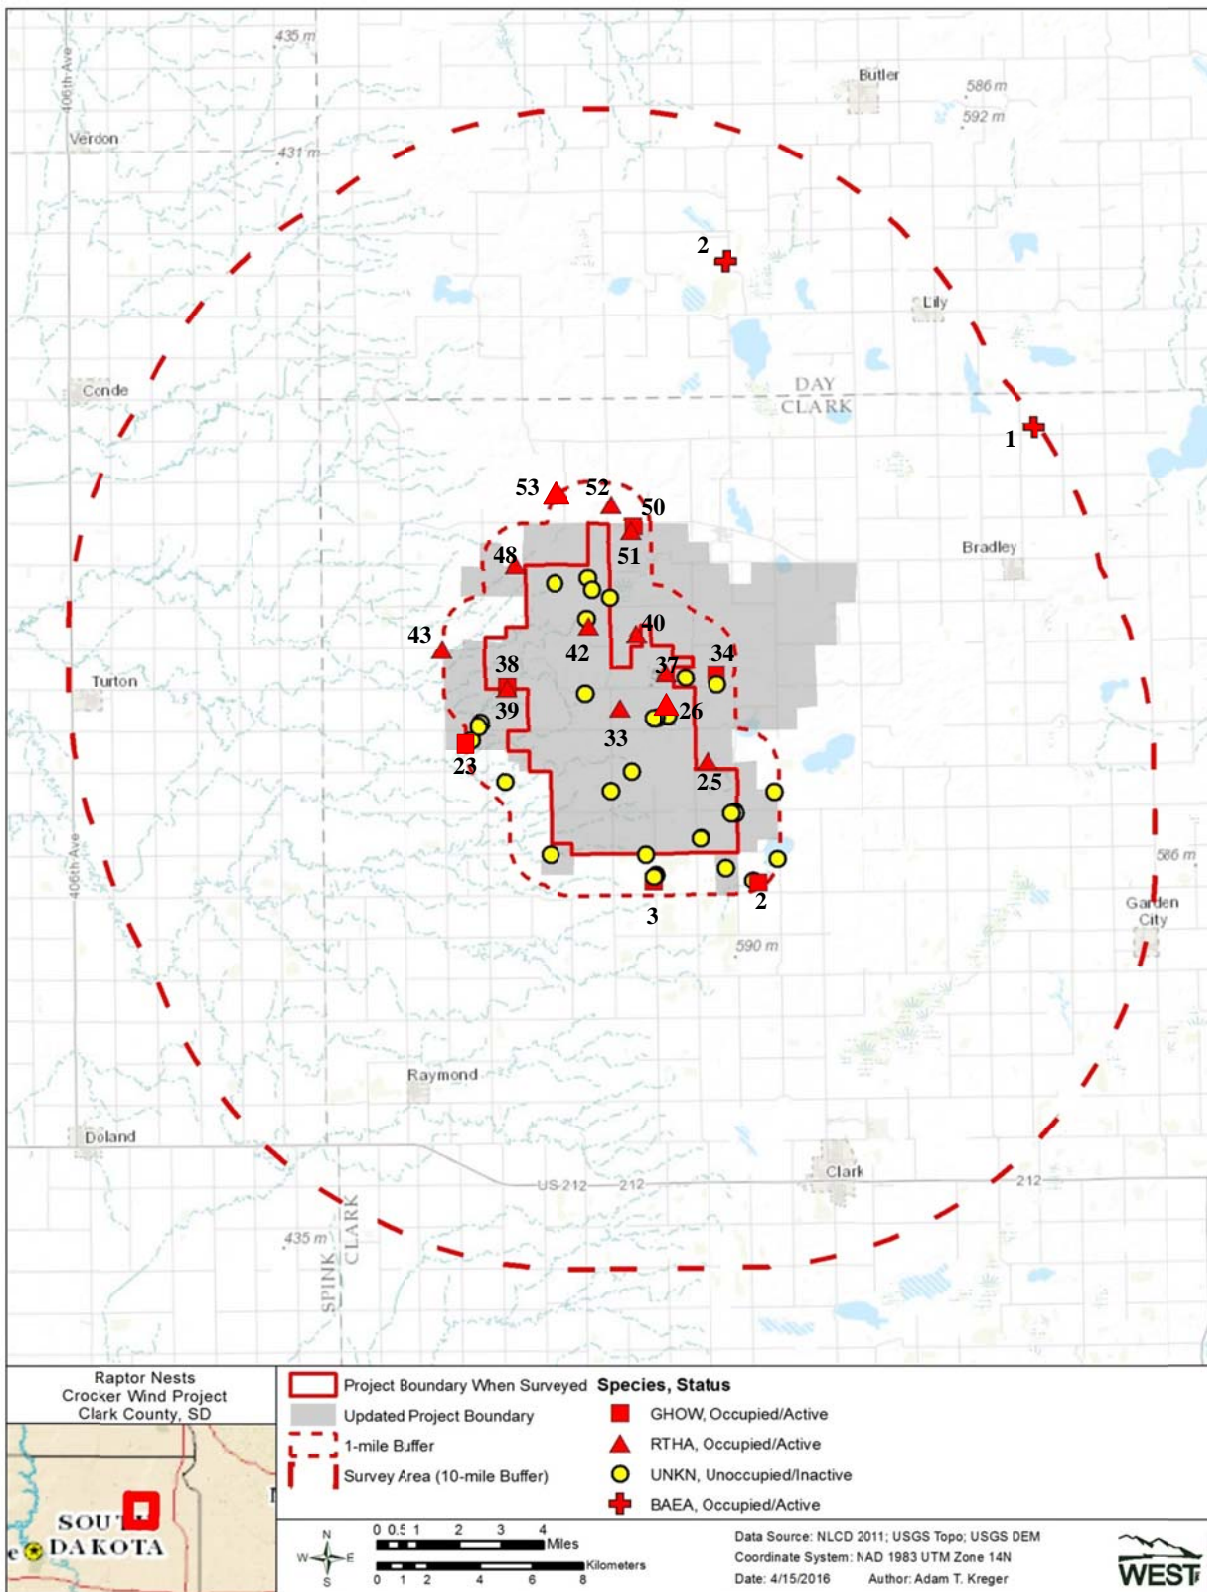 435 m
406th Ave
Butler
586 m
592 m
Verdon
431 m
2
Lily
Conde
DAY
CLARK
1
53
52
50
51
48
Bradley
43
40
42
37
34
38
39
Turton
26
33
23
25
406th Ave
586 m
3
2
Garden
City
590 m
Raymond
Doland
Clark
US 212
212
212
435 m
SPINK
CLARK
Raptor Nests
Crocker Wind Project
Clark County, SD
SOUTH
DAKOTA
e
Project Boundary When Surveyed
Updated Project Boundary
1-mile Buffer
Survey Area (10-mile Buffer)
Species, Status
GHOW, Occupied/Active
RTHA, Occupied/Active
UNKN, Unoccupied/Inactive
BAEA, Occupied/Active
N
W E
S
0 0.5 1 2 3 4
Miles
Kilometers
0 1 2 4 6 8
Data Source: NLCD 2011; USGS Topo; USGS DEM
Coordinate System: NAD 1983 UTM Zone 14N
Date: 4/15/2016 Author: Adam T. Kreger
WEST